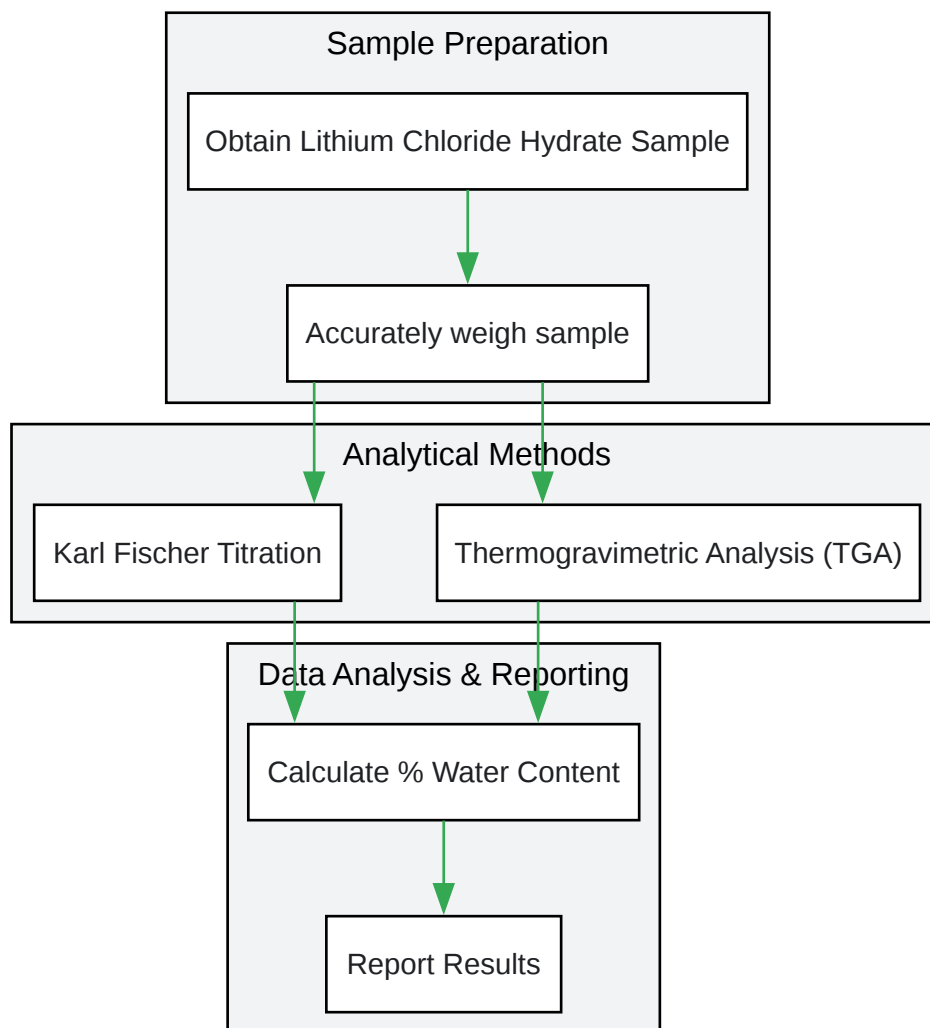 Sample Preparation
Obtain Lithium Chloride Hydrate Sample
Accurately weigh sample
Analytical Methods
Karl Fischer Titration
Thermogravimetric Analysis (TGA)
Data Analysis & Reporting
Calculate % Water Content
Report Results